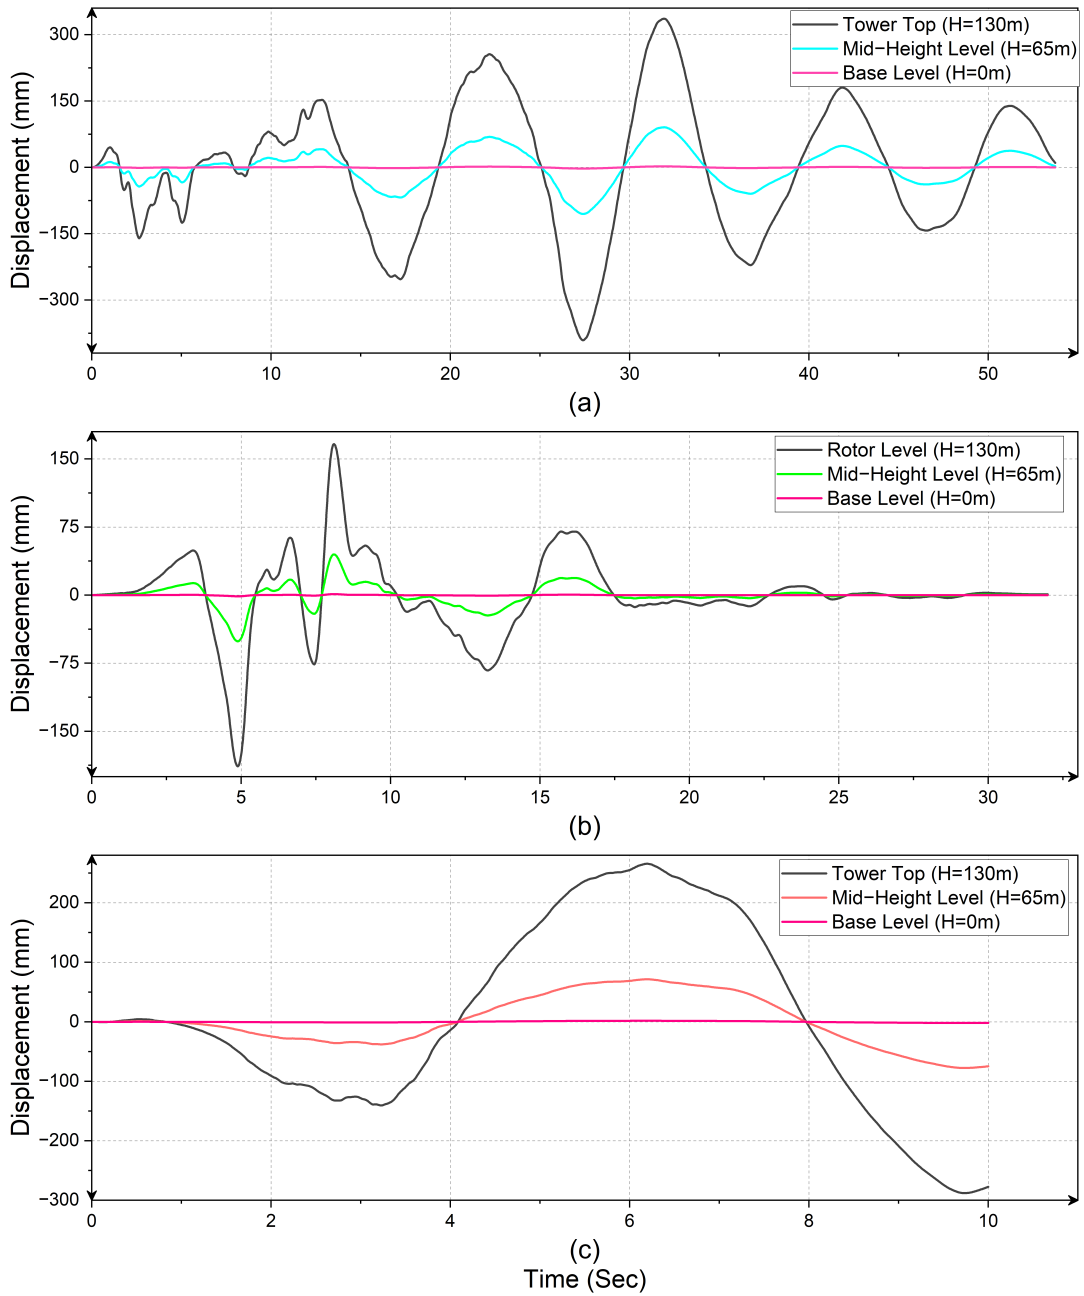 Displacement (mm)
300
150
0
−150
−300
Tower Top (H=130m)
Mid−Height Level (H=65m)
Base Level (H=0m)
0 10 20 30 40 50
(a)
Displacement (mm)
150
75
0
−75
−150
Rotor Level (H=130m)
Mid−Height Level (H=65m)
Base Level (H=0m)
0 5 10 15 20 25 30
(b)
Displacement (mm)
200
100
0
−100
−200
−300
Tower Top (H=130m)
Mid−Height Level (H=65m)
Base Level (H=0m)
0 2 4 6 8 10
(c)
Time (Sec)